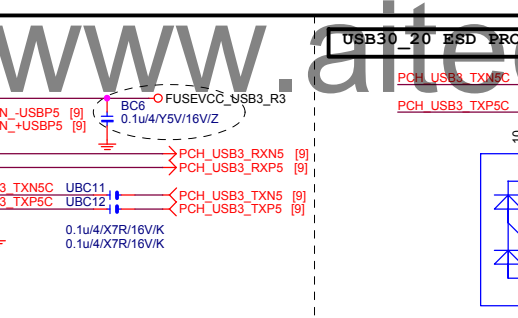 www.alte
USB30_20 ESD PRO
FUSEVCC_USB3_R3
BC6
0.1u/4/Y5V/16V/Z
N_-USBP5 [9]
N_+USBP5 [9]
PCH_USB3_RXN5 [9]
PCH_USB3_RXP5 [9]
3_TXN5C UBC11 PCH_USB3_TXN5 [9]
3_TXP5C UBC12 PCH_USB3_TXP5 [9]
0.1u/4/X7R/16V/K
0.1u/4/X7R/16V/K
PCH_USB3_TXN5C
PCH_USB3_TXP5C
10